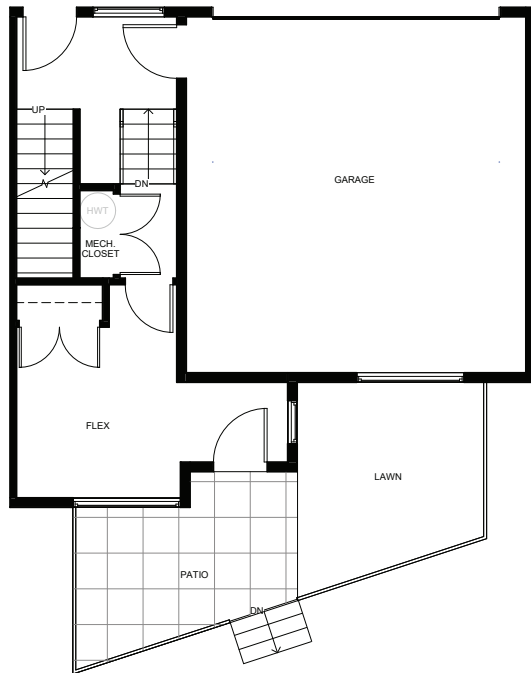 UP
GARAGE
DN
HWT
MECH.
CLOSET
FLEX
LAWN
PATIO
DN